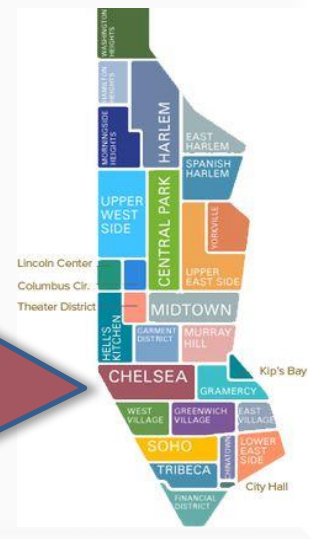 WASHINGTON
HEIGHTS
HAMILTON
HEIGHTS
MORNINGSIDE
HEIGHTS
HARLEM
EAST
HARLEM
SPANISH
HARLEM
UPPER
WEST
SIDE
CENTRAL PARK
YORKVILLE
UPPER
EAST SIDE
Lincoln Center
Columbus Cir.
Theater District
MIDTOWN
HELL'S
KITCHEN
GARMENT
DISTRICT
MURRAY
HILL
CHELSEA
Kip's Bay
GRAMERCY
WEST
VILLAGE
GREENWICH
VILLAGE
EAST
VILLAGE
SOHO
CHINATOWN
LOWER
EAST
SIDE
TRIBECA
City Hall
FINANCIAL
DISTRICT